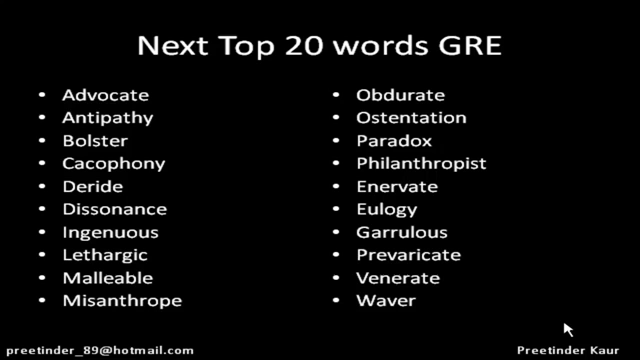 Next Top 20 words GRE
• Advocate
• Antipathy
• Bolster
• Cacophony
• Deride
• Dissonance
• Ingenuous
• Lethargic
• Malleable
• Misanthrope
• Obdurate
• Ostentation
• Paradox
• Philanthropist
• Enervate
• Eulogy
• Garrulous
• Prevaricate
• Venerate
• Waver
preetinder_89@hotmail.com
Preetinder Kaur